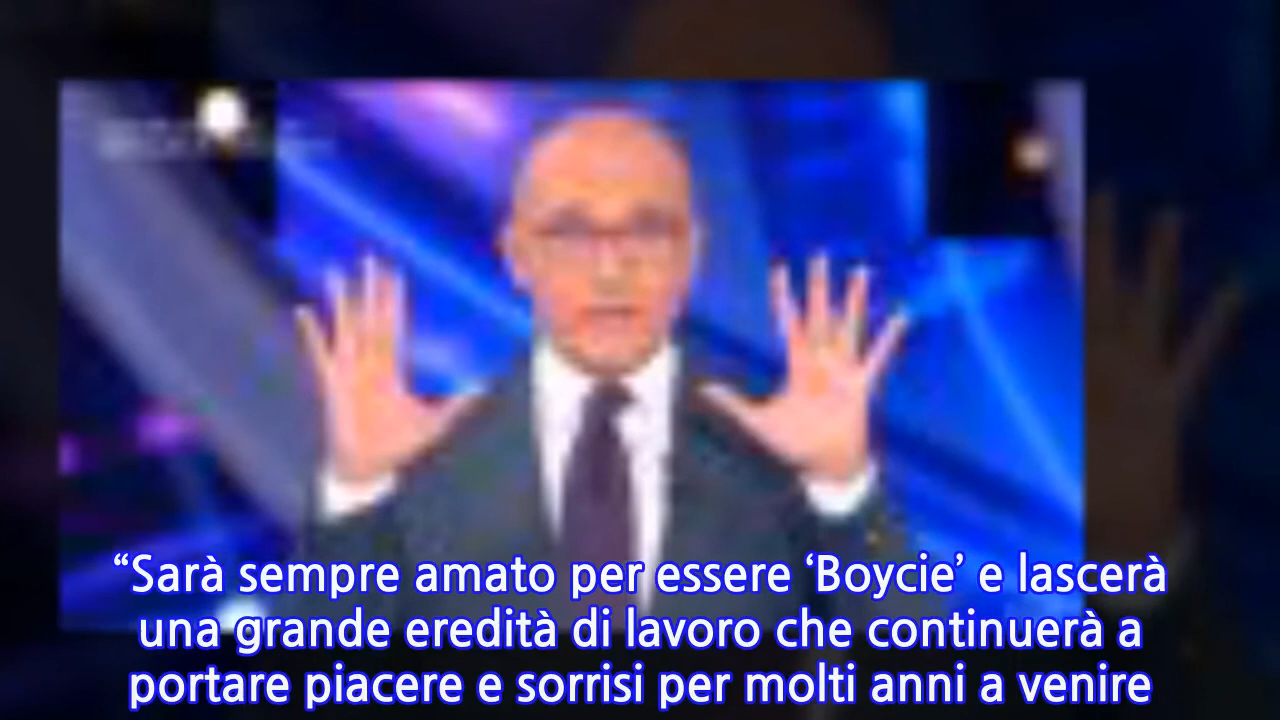 “Sarà sempre amato per essere ‘Boycie’ e lascerà
una grande eredità di lavoro che continuerà a
portare piacere e sorrisi per molti anni a venire